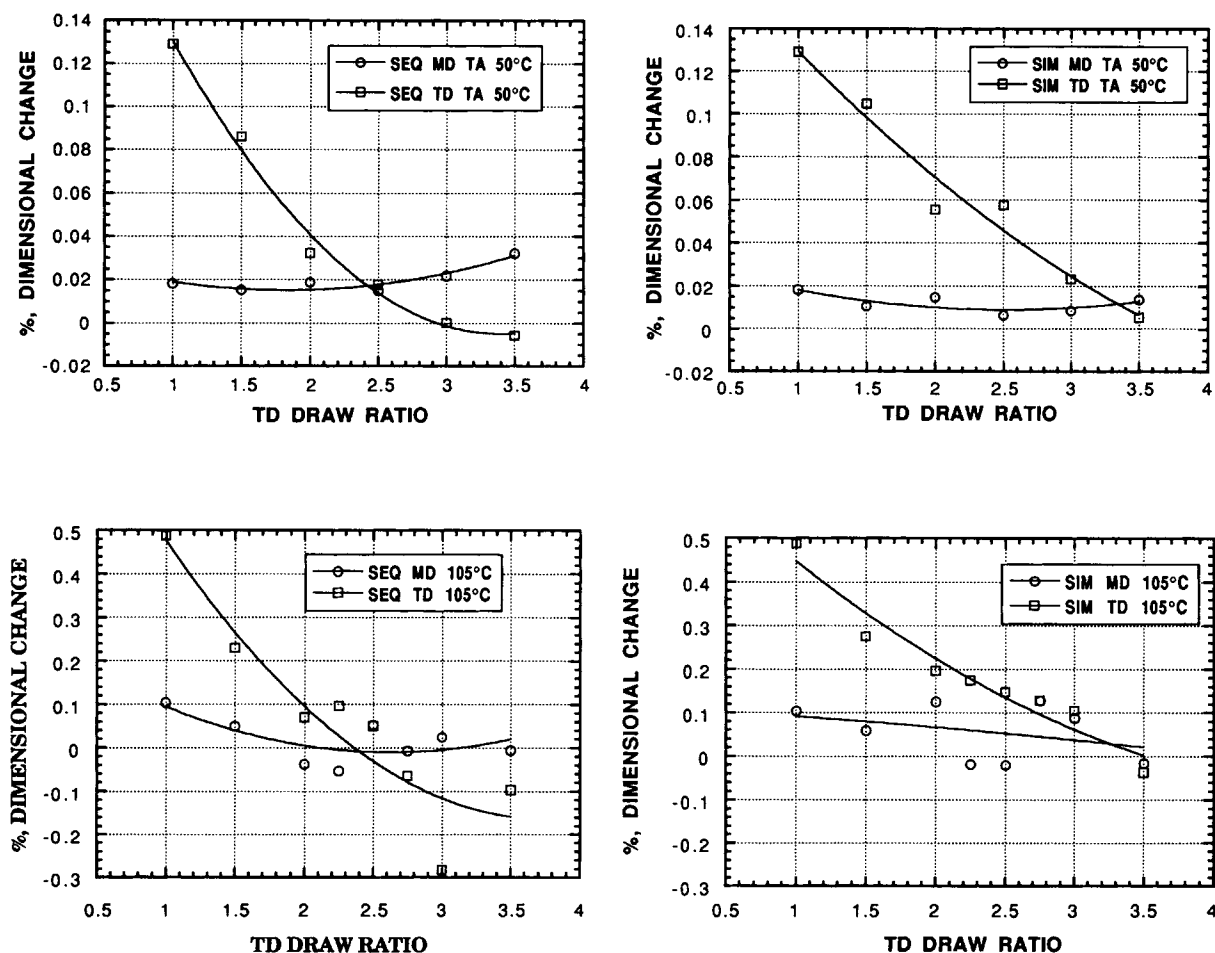 %, DIMENSIONAL CHANGE
0.14
0.12
0.1
0.08
0.06
0.04
0.02
0
-0.02
SEQ MD TA 50°C
SEQ TD TA 50°C
0.5 1 1.5 2 2.5 3 3.5 4
TD DRAW RATIO
%, DIMENSIONAL CHANGE
0.14
0.12
0.1
0.08
0.06
0.04
0.02
0
-0.02
SIM MD TA 50°C
SIM TD TA 50°C
0.5 1 1.5 2 2.5 3 3.5 4
TD DRAW RATIO
%, DIMENSIONAL CHANGE
0.5
0.4
0.3
0.2
0.1
0
-0.1
-0.2
-0.3
SEQ MD 105°C
SEQ TD 105°C
0.5 1 1.5 2 2.5 3 3.5 4
TD DRAW RATIO
%, DIMENSIONAL CHANGE
0.5
0.4
0.3
0.2
0.1
0
-0.1
-0.2
-0.3
SIM MD 105°C
SIM TD 105°C
0.5 1 1.5 2 2.5 3 3.5 4
TD DRAW RATIO